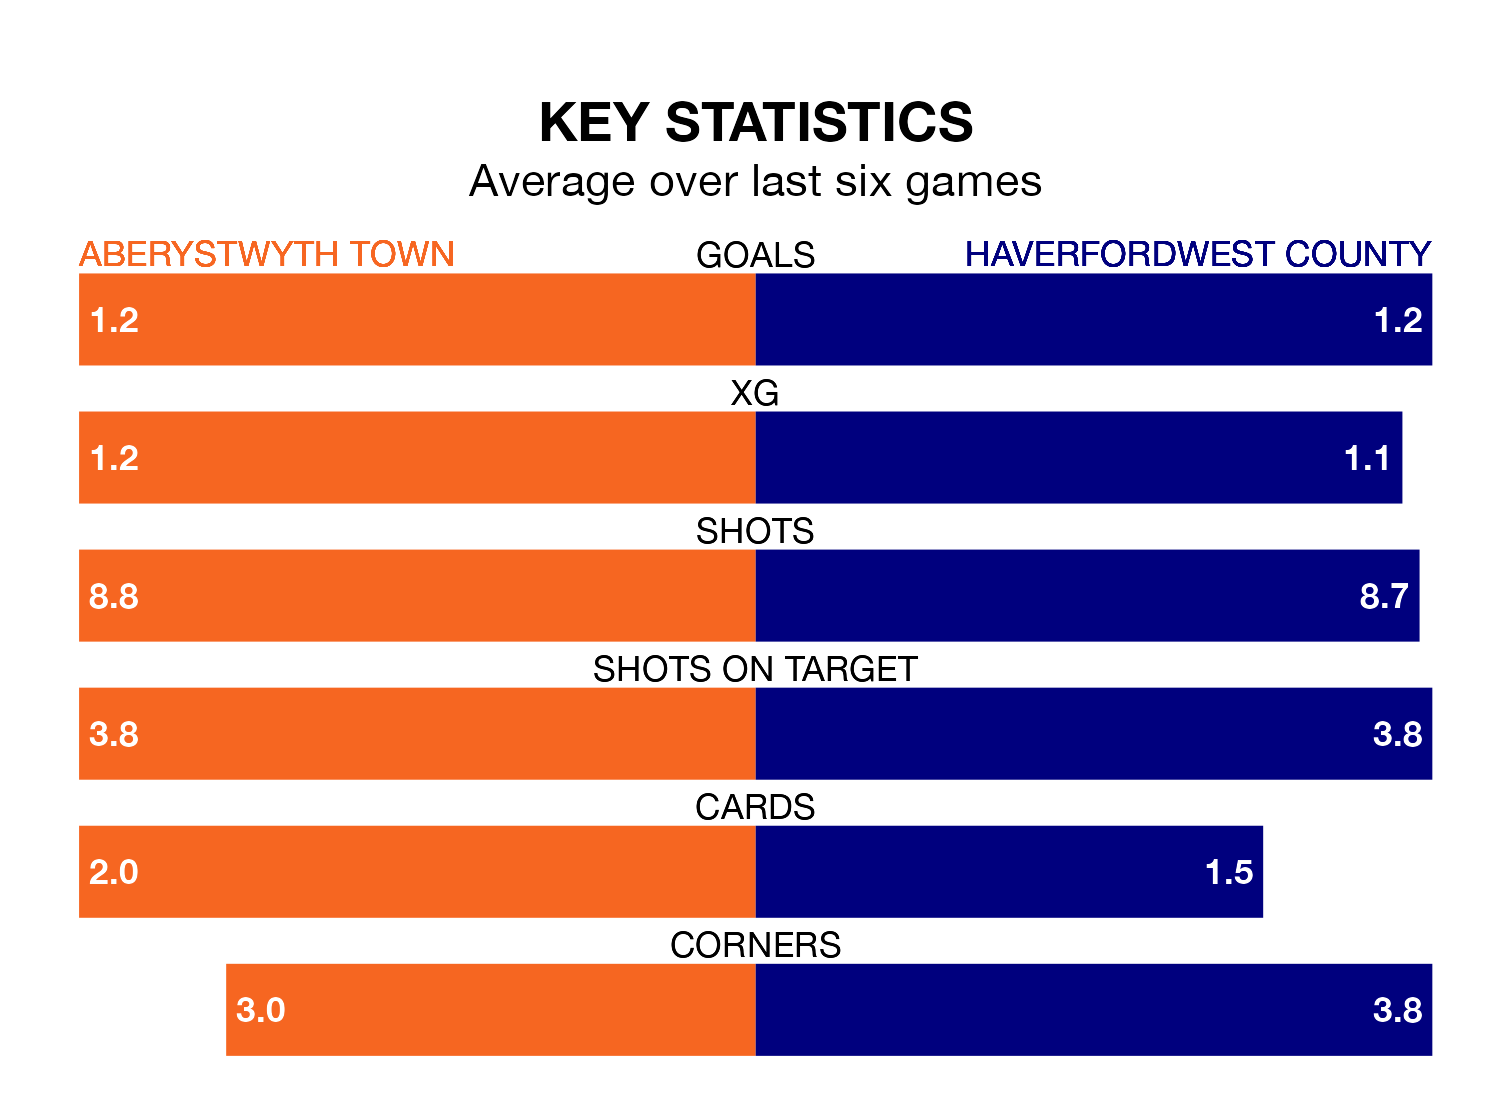 KEY STATISTICS
Average over last six games
ABERYSTWYTH TOWN GOALS HAVERFORDWEST COUNTY
1.2 1.2
XG
1.2 1.1
SHOTS
8.8 8.7
SHOTS ON TARGET
3.8 3.8
CARDS
2.0 1.5
CORNERS
3.0 3.8